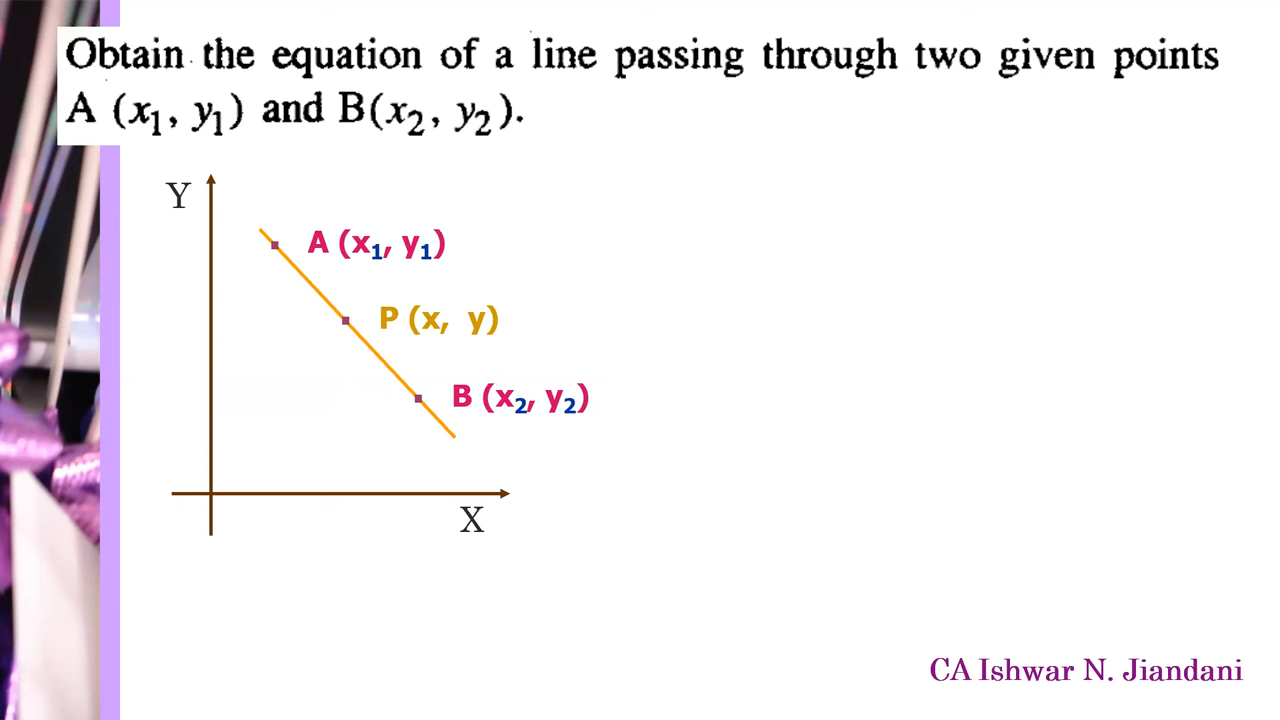 Obtain the equation of a line passing through two given points
A (x₁, y₁) and B(x₂, y₂).
Y
A (x₁, y₁)
P (x, y)
B (x₂, y₂)
X
CA Ishwar N. Jiandani